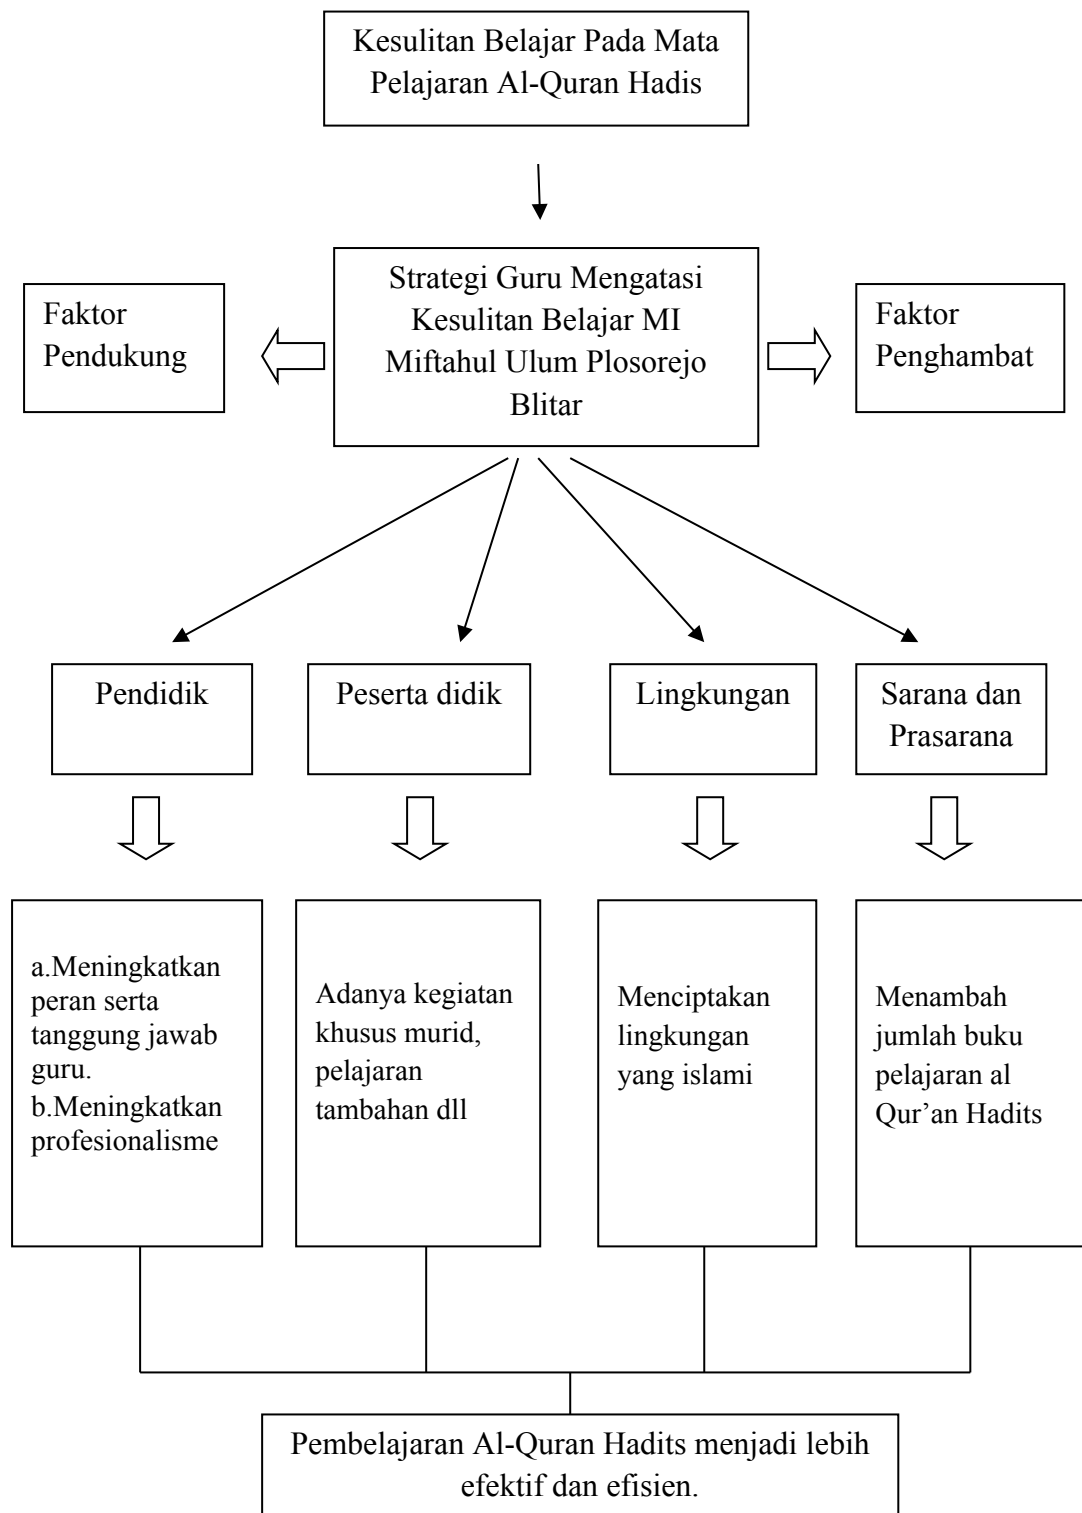 Kesulitan Belajar Pada Mata
Pelajaran Al-Quran Hadis
Faktor
Pendukung
Strategi Guru Mengatasi
Kesulitan Belajar MI
Miftahul Ulum Plosorejo
Blitar
Faktor
Penghambat
Pendidik
Peserta didik
Lingkungan
Sarana dan
Prasarana
a.Meningkatkan
peran serta
tanggung jawab
guru.
b.Meningkatkan
profesionalisme
Adanya kegiatan
khusus murid,
pelajaran
tambahan dll
Menciptakan
lingkungan
yang islami
Menambah
jumlah buku
pelajaran al
Qur’an Hadits
Pembelajaran Al-Quran Hadits menjadi lebih
efektif dan efisien.